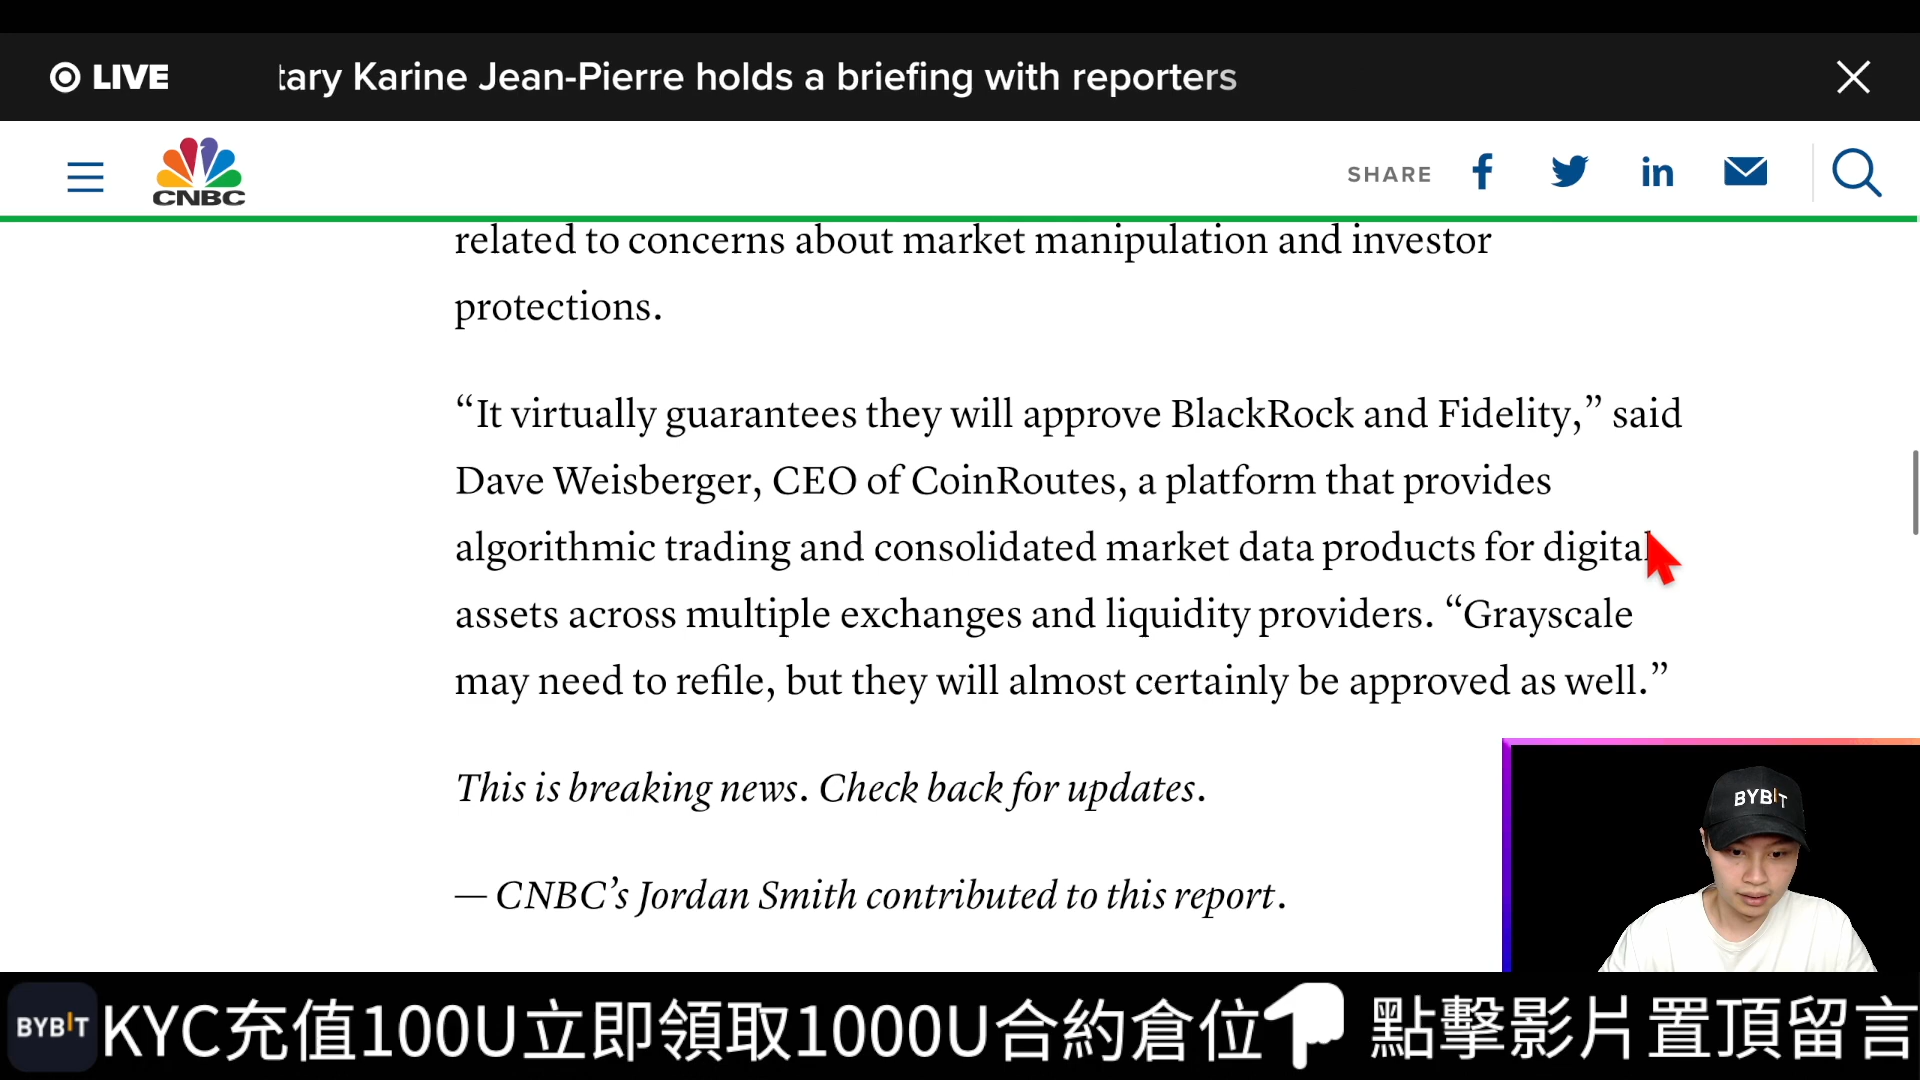 LIVE
tary Karine Jean-Pierre holds a briefing with reporters
CNBC
SHARE
related to concerns about market manipulation and investor
protections.
“It virtually guarantees they will approve BlackRock and Fidelity,” said
Dave Weisberger, CEO of CoinRoutes, a platform that provides
algorithmic trading and consolidated market data products for digital
assets across multiple exchanges and liquidity providers. “Grayscale
may need to refile, but they will almost certainly be approved as well.”
This is breaking news. Check back for updates.
— CNBC’s Jordan Smith contributed to this report.
BYBIT
BYBIT KYC充值100U立即領取1000U合約倉位 點擊影片置頂留言